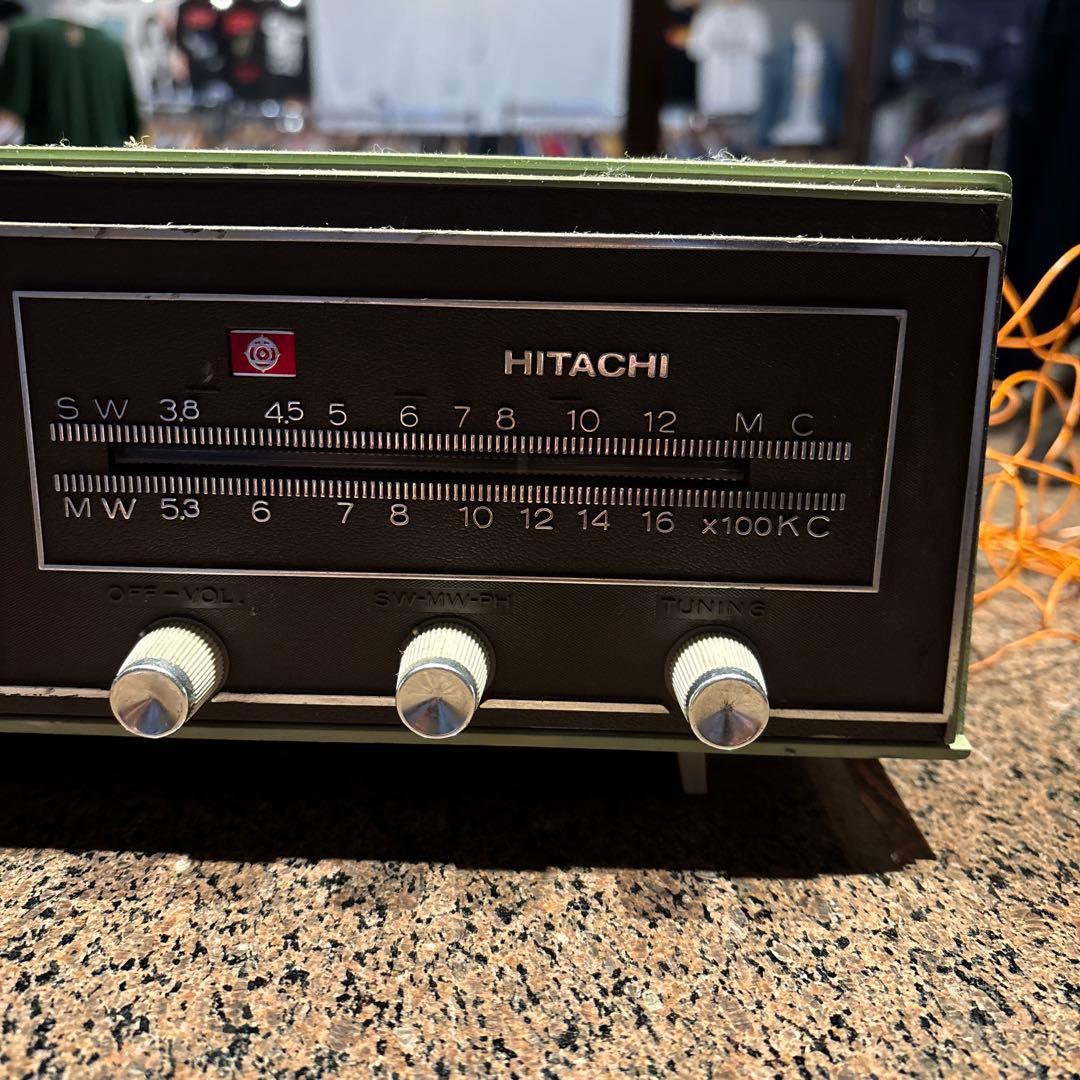 HITACHI
SW 3.8 4.5 5 6 7 8 10 12 MC
MW 5.3 6 7 8 10 12 14 16 x100KC
OFF-VOL. SW-MW-PH TUNING